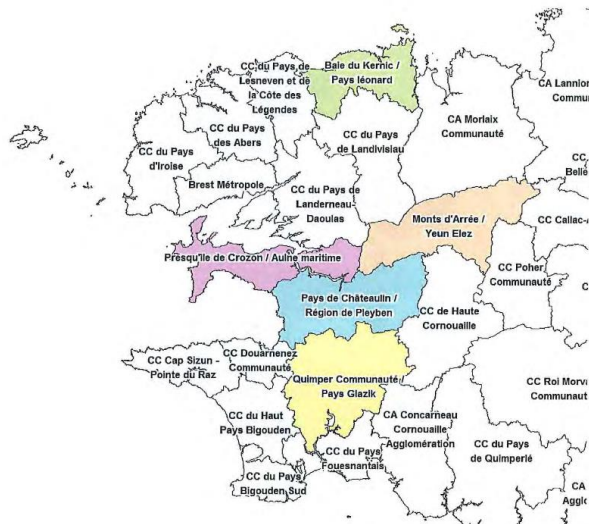 CC du Pays de
Lesneven et de
la Côte des
Légendes
Baie du Kernic /
Pays léonard
CA Lannion
Commu
CA Morlaix
Communauté
CC du Pays
des Abers
CC du Pays
de Landivisiau
CC du Pays
d'Iroise
CC
Belle
Brest Métropole
CC du Pays de
Landerneau-
Daoulas
Monts d'Arrée /
Yeun Elez
CC Callac-
Presqu'île de Crozon / Aulne maritime
CC Poher
Communauté
C
Pays de Châteaulin /
Région de Pleyben
CC de Haute
Cornouaille
CC Cap Sizun -
Pointe du Raz
CC Douarnenez
Communauté
Quimper Communauté /
Pays Glazik
CC Roi Morv
Communaut
CC du Haut
Pays Bigouden
CA Concarneau
Cornouaille
Agglomération
CC du Pays
de Quimperlé
CC du Pays
Fouesnantais
CC du Pays
Bigouden Sud
CA
Agglo